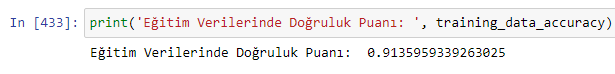 In [433]: print('Eğitim Verilerinde Doğruluk Puanı: ', training_data_accuracy)
Eğitim Verilerinde Doğruluk Puanı:  0.9135959339263025